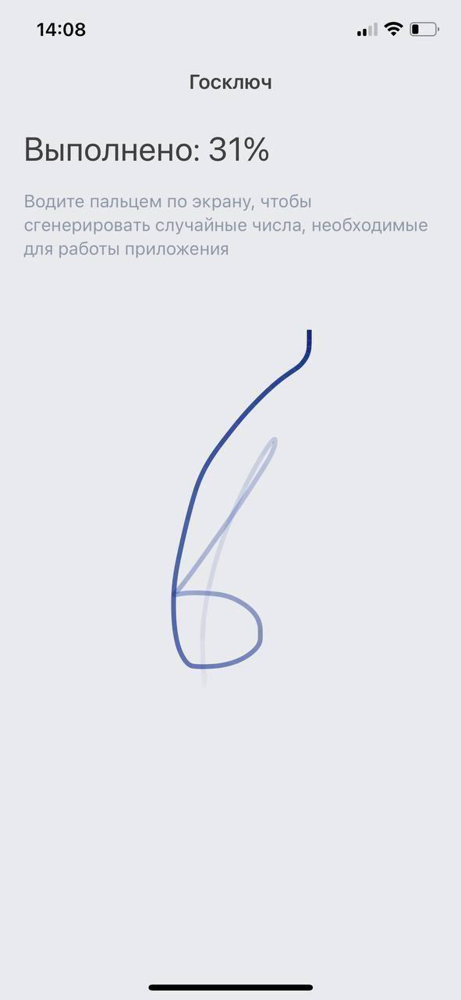 14:08
Госключ
Выполнено: 31%
Водите пальцем по экрану, чтобы
сгенерировать случайные числа, необходимые
для работы приложения